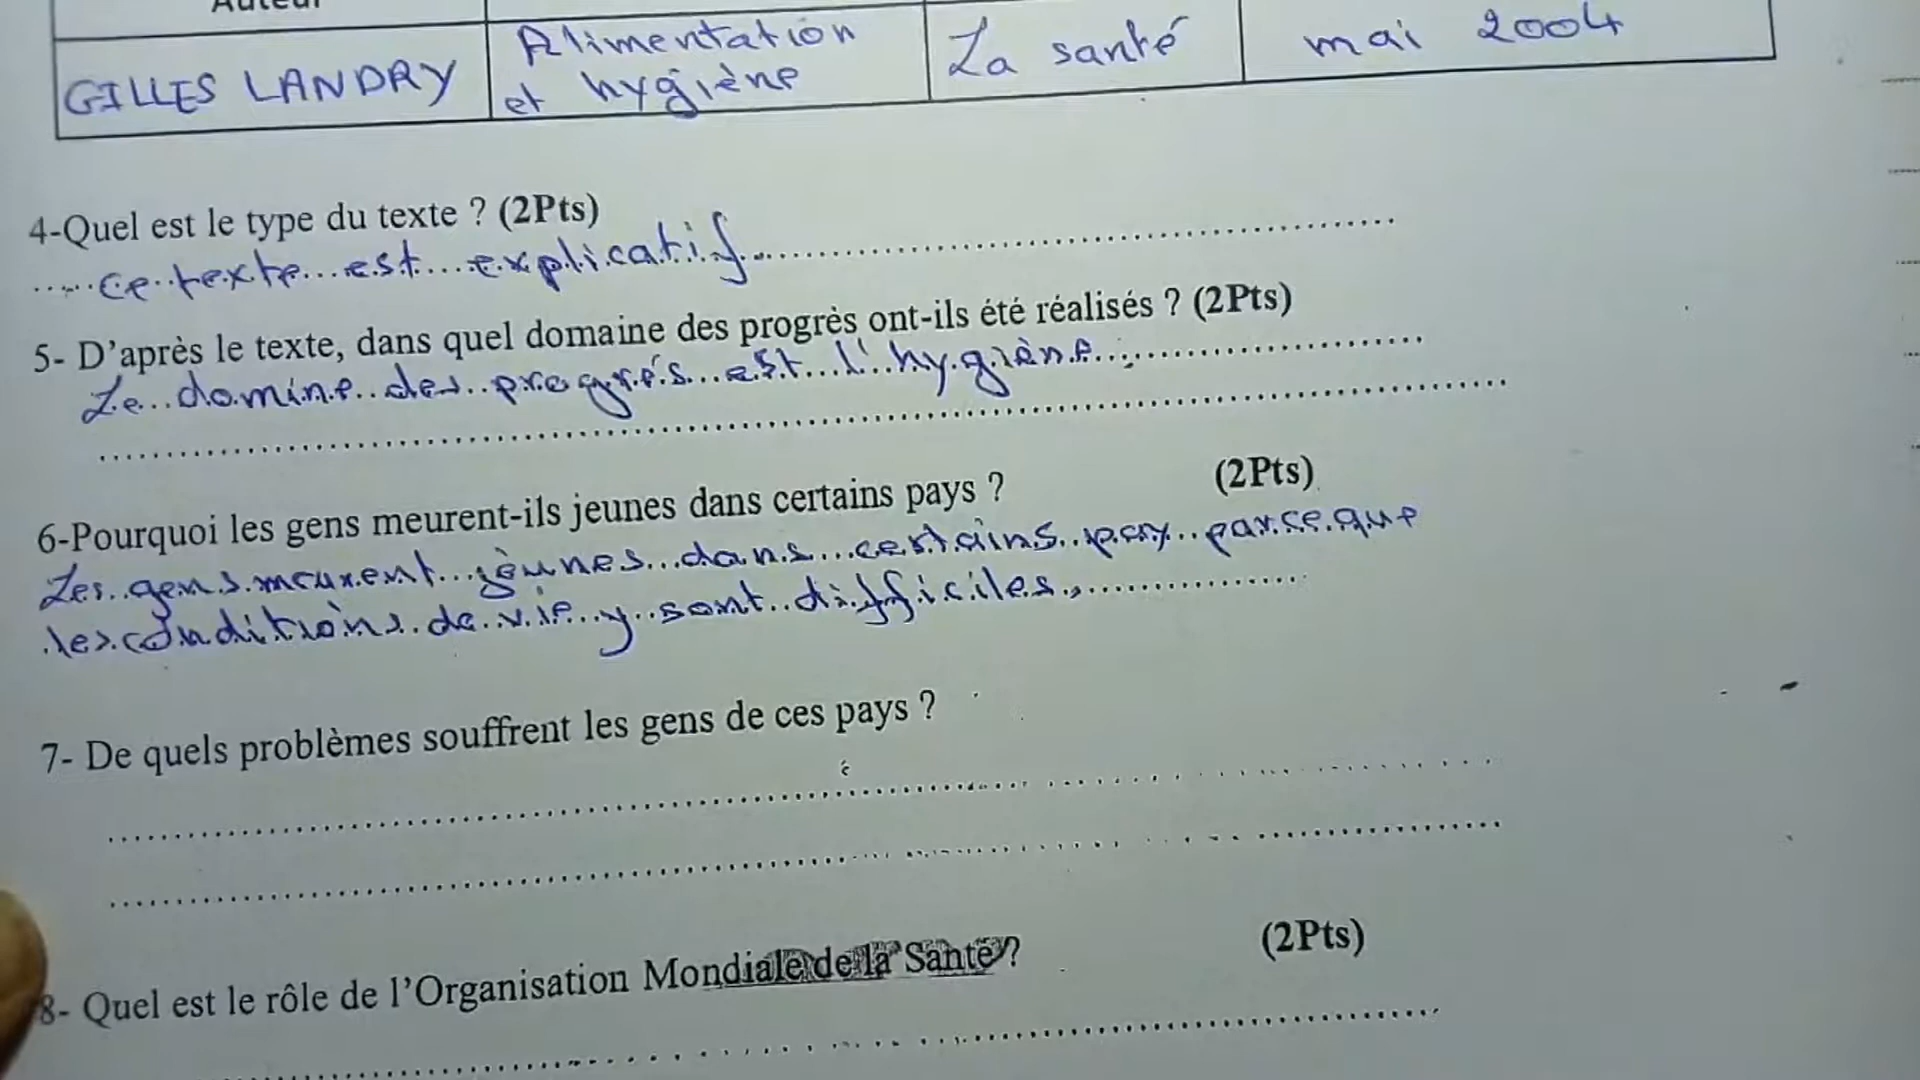 Auteur
GILLES LANDRY
Alimentation
et hygiène
La santé
mai 2004
4-Quel est le type du texte ? (2Pts)
Ce texte est explicatif
5- D'après le texte, dans quel domaine des progrès ont-ils été réalisés ? (2Pts)
Le domine des progrés est l'hygiène.
6-Pourquoi les gens meurent-ils jeunes dans certains pays ? (2Pts)
Les gens meurent jeunes dans certains pay parceque
les conditions de vie y sont difficiles.
7- De quels problèmes souffrent les gens de ces pays ?
8- Quel est le rôle de l'Organisation Mondiale de la Santé ? (2Pts)